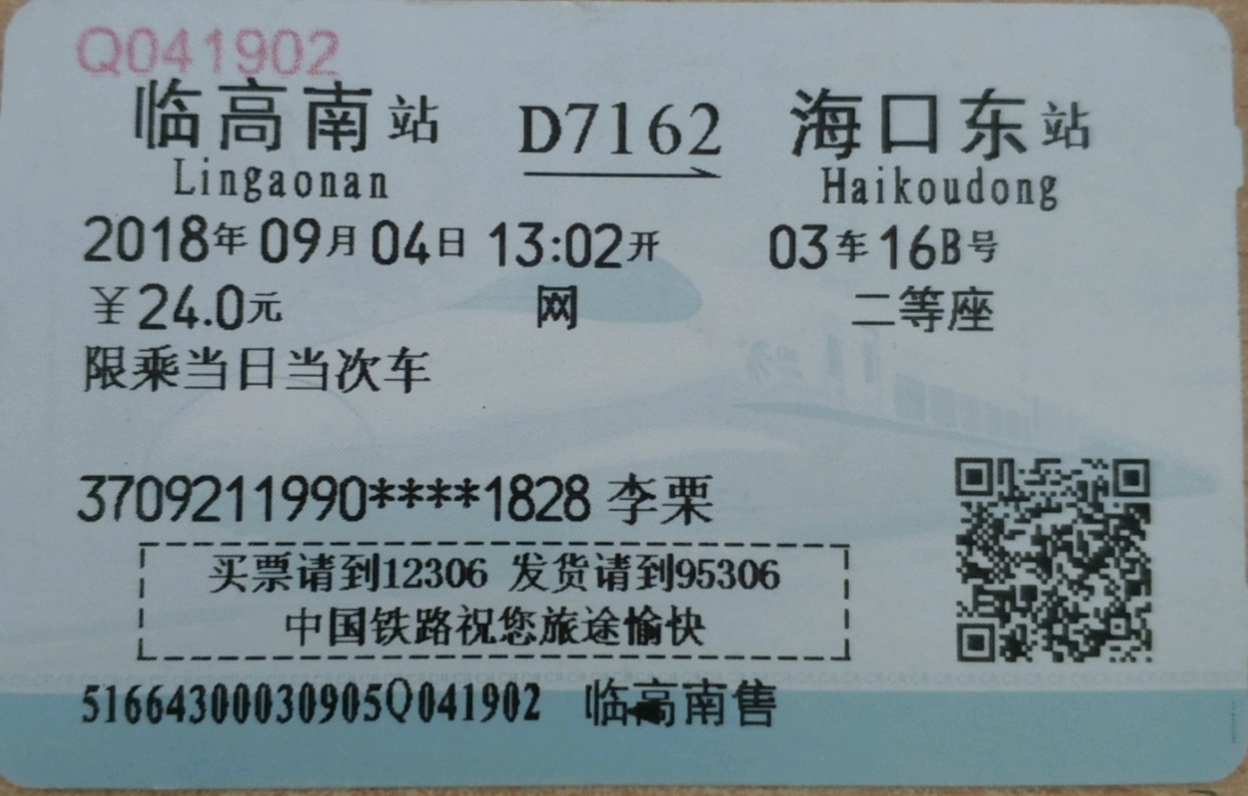 Q041902
临高南站 D7162 海口东站
Lingaonan Haikoudong
2018年09月04日 13:02开 03车16B号
￥24.0元 网 二等座
限乘当日当次车
3709211990****1828 李栗
买票请到12306 发货请到95306
中国铁路祝您旅途愉快
51664300030905Q041902 临高南售